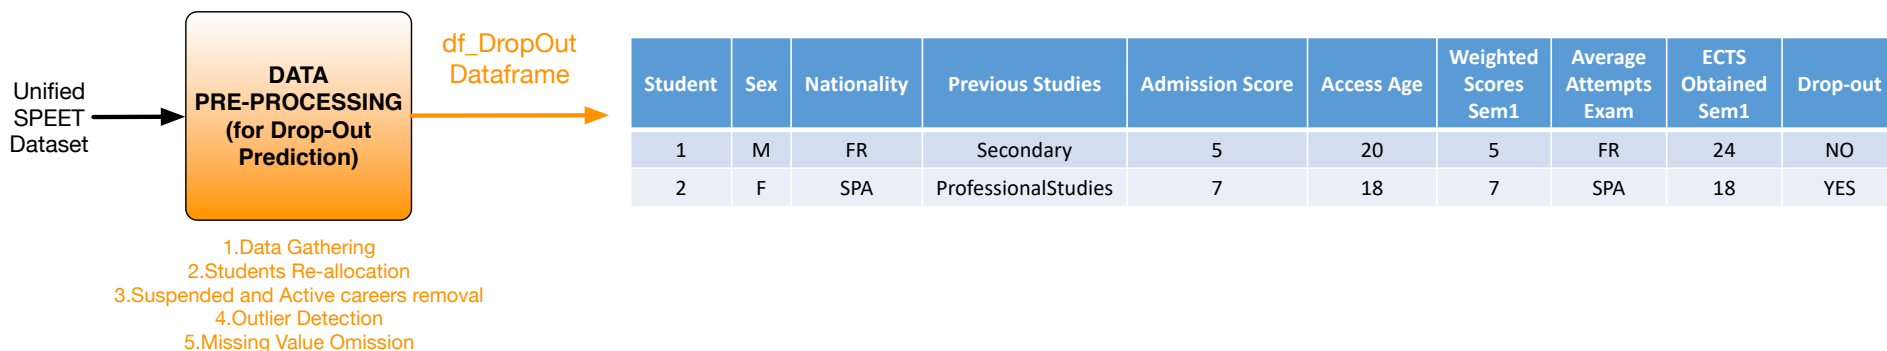 Unified
SPEET
Dataset
DATA
PRE-PROCESSING
(for Drop-Out
Prediction)
1.Data Gathering
2.Students Re-allocation
3.Suspended and Active careers removal
4.Outlier Detection
5.Missing Value Omission
df_DropOut
Dataframe
Student Sex Nationality Previous Studies Admission Score Access Age Weighted Scores Sem1 Average Attempts Exam ECTS Obtained Sem1 Drop-out
1 M FR Secondary 5 20 5 FR 24 NO
2 F SPA ProfessionalStudies 7 18 7 SPA 18 YES